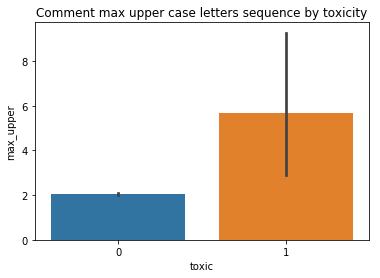 Comment max upper case letters sequence by toxicity
max_upper
8
6
4
2
0
0 1
toxic